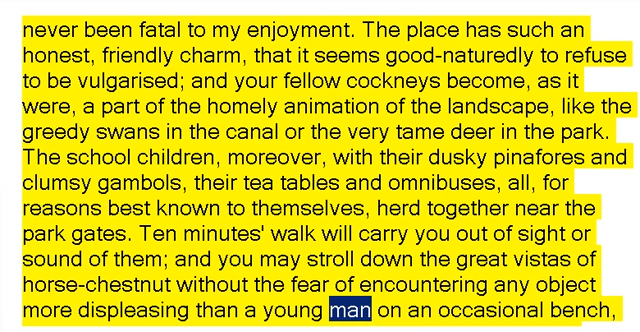 never been fatal to my enjoyment. The place has such an
honest, friendly charm, that it seems good-naturedly to refuse
to be vulgarised; and your fellow cockneys become, as it
were, a part of the homely animation of the landscape, like the
greedy swans in the canal or the very tame deer in the park.
The school children, moreover, with their dusky pinafores and
clumsy gambols, their tea tables and omnibuses, all, for
reasons best known to themselves, herd together near the
park gates. Ten minutes' walk will carry you out of sight or
sound of them; and you may stroll down the great vistas of
horse-chestnut without the fear of encountering any object
more displeasing than a young man on an occasional bench,